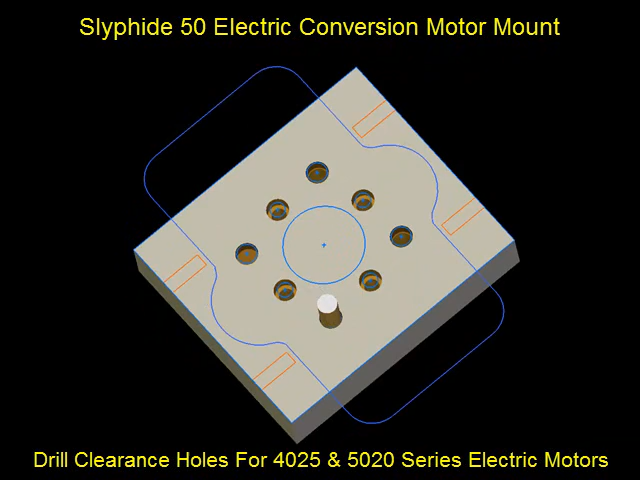 Slyphide 50 Electric Conversion Motor Mount
Drill Clearance Holes For 4025 & 5020 Series Electric Motors